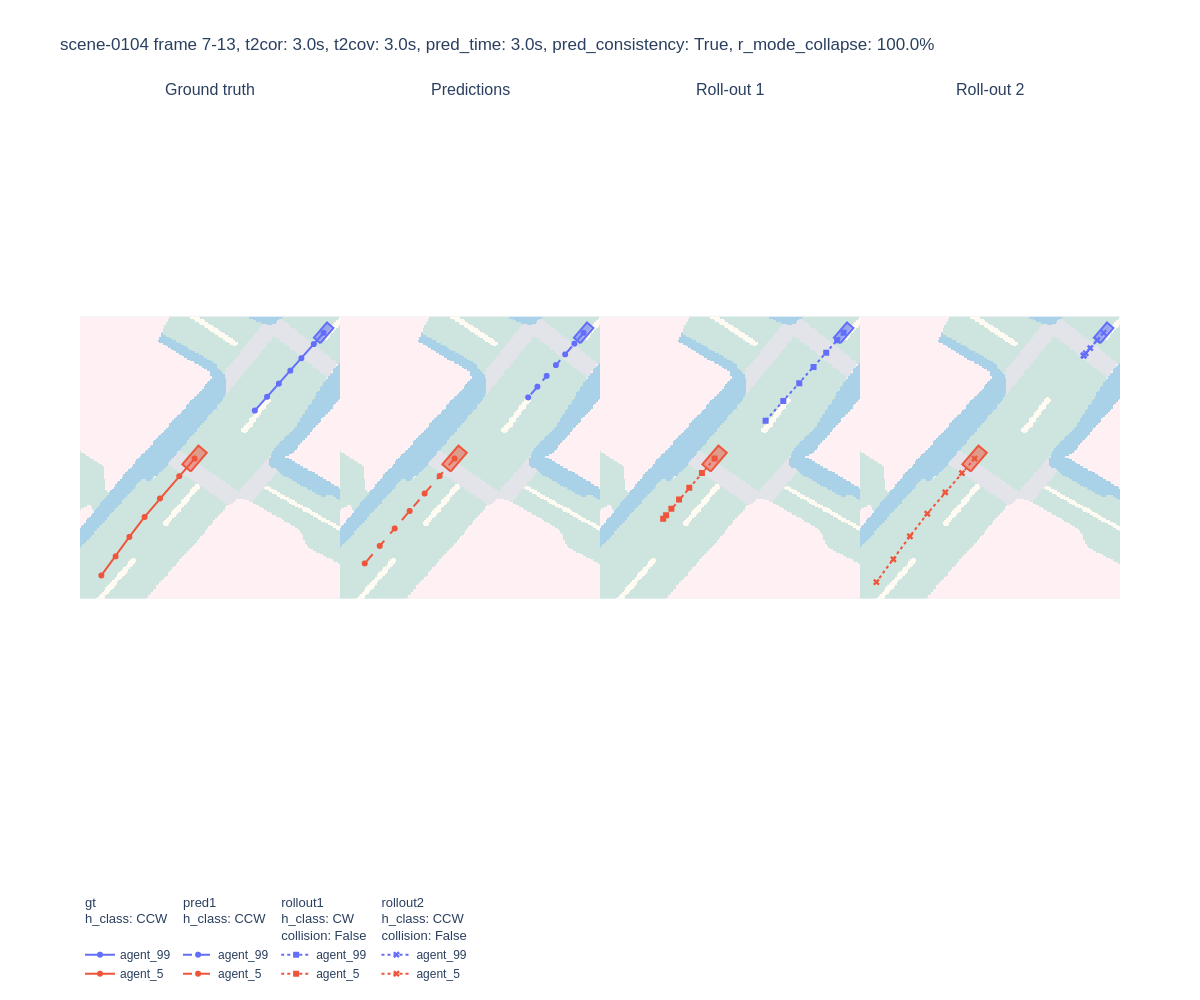 scene-0104 frame 7-13, t2cor: 3.0s, t2cov: 3.0s, pred_time: 3.0s, pred_consistency: True, r_mode_collapse: 100.0%
Ground truth
Predictions
Roll-out 1
Roll-out 2
gt
h_class: CCW
agent_99
agent_5
pred1
h_class: CCW
agent_99
agent_5
rollout1
h_class: CW
collision: False
agent_99
agent_5
rollout2
h_class: CCW
collision: False
agent_99
agent_5